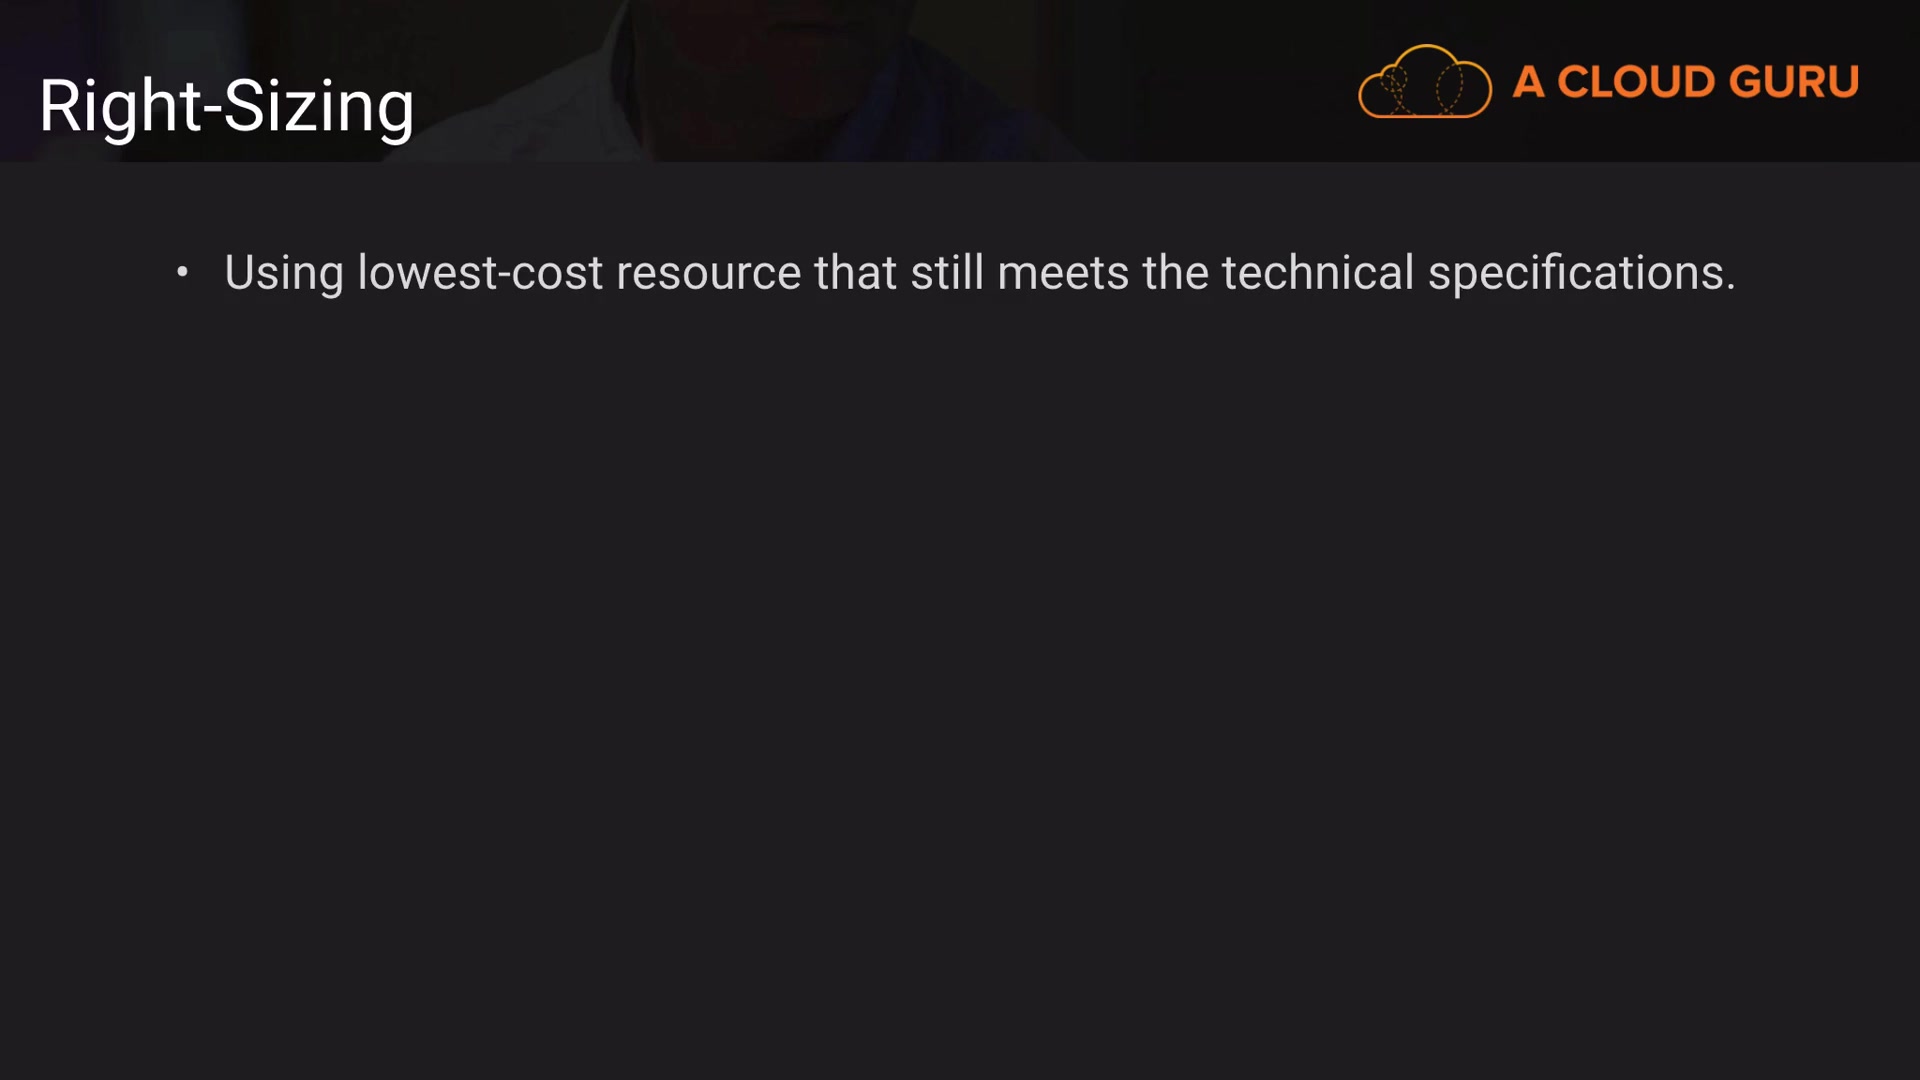 Right-Sizing
A CLOUD GURU
• Using lowest-cost resource that still meets the technical specifications.